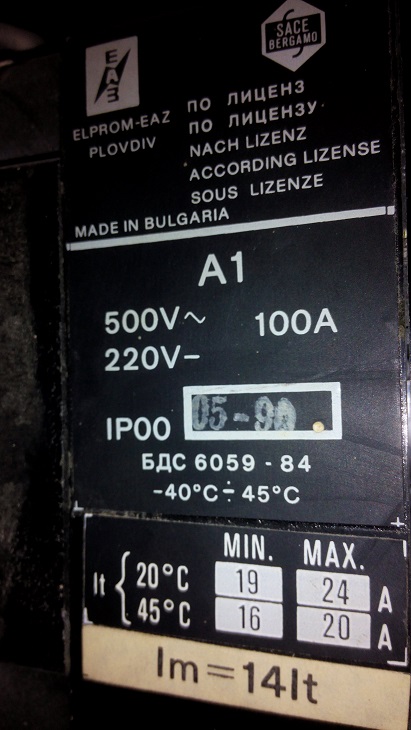 ЕАЗ
SACE
BERGAMO
ELPROM-EAZ
PLOVDIV
ПО ЛИЦЕНЗ
ПО ЛИЦЕНЗУ
NACH LIZENZ
ACCORDING LIZENSE
SOUS LIZENZE
MADE IN BULGARIA
A1
500V~ 100A
220V-
IP00 05-90
БДС 6059 - 84
-40°C ÷ 45°C
MIN. MAX.
It { 20°C 19 24 A
45°C 16 20 A
Im=14It